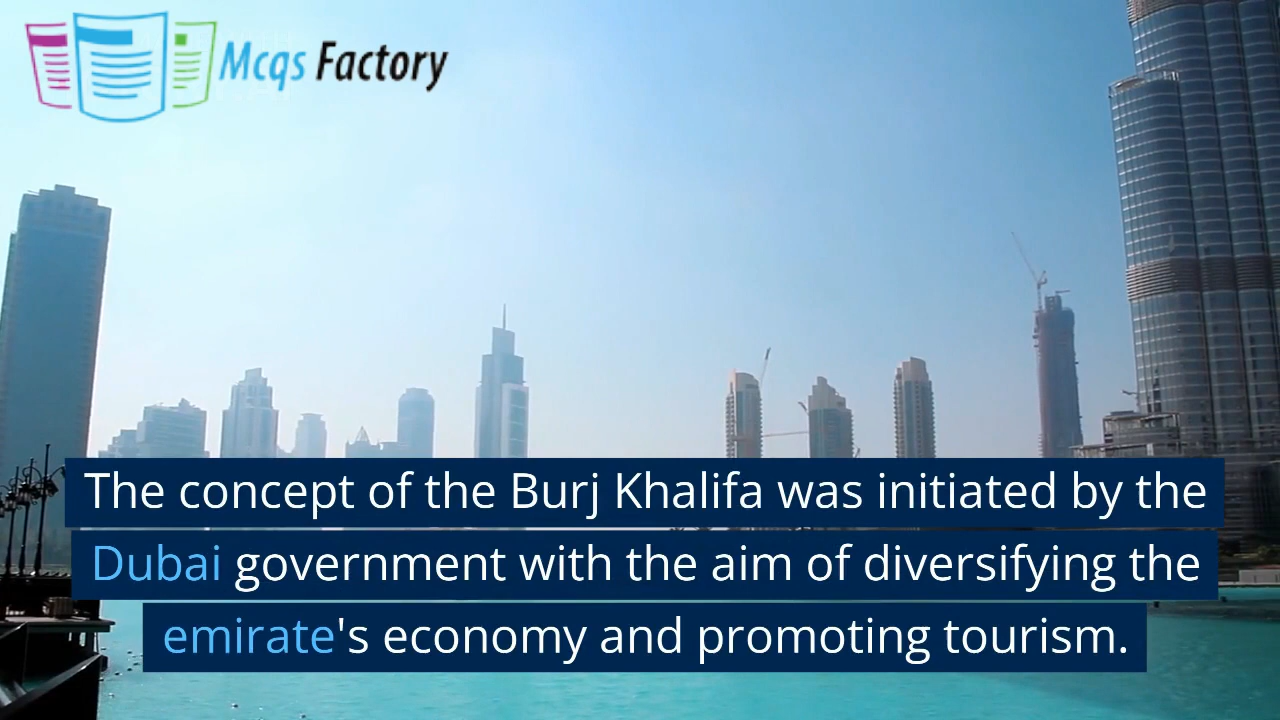 Mcqs Factory
The concept of the Burj Khalifa was initiated by the
Dubai government with the aim of diversifying the
emirate's economy and promoting tourism.